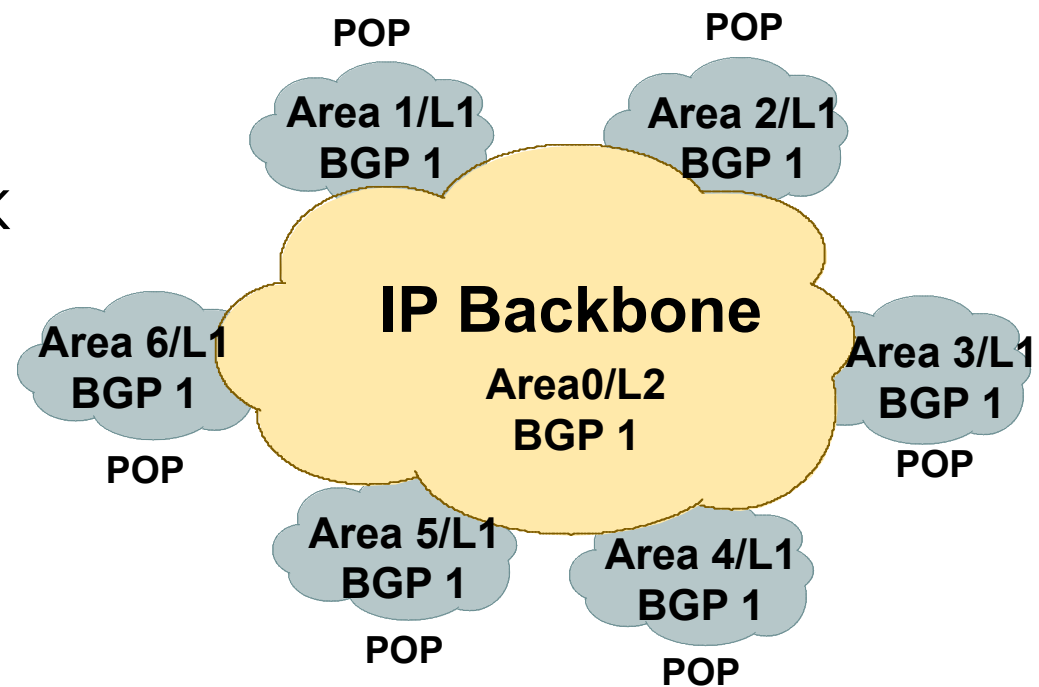 POP
POP
Area 1/L1
BGP 1
Area 2/L1
BGP 1
IP Backbone
Area0/L2
BGP 1
Area 6/L1
BGP 1
POP
Area 3/L1
BGP 1
POP
Area 5/L1
BGP 1
POP
Area 4/L1
BGP 1
POP